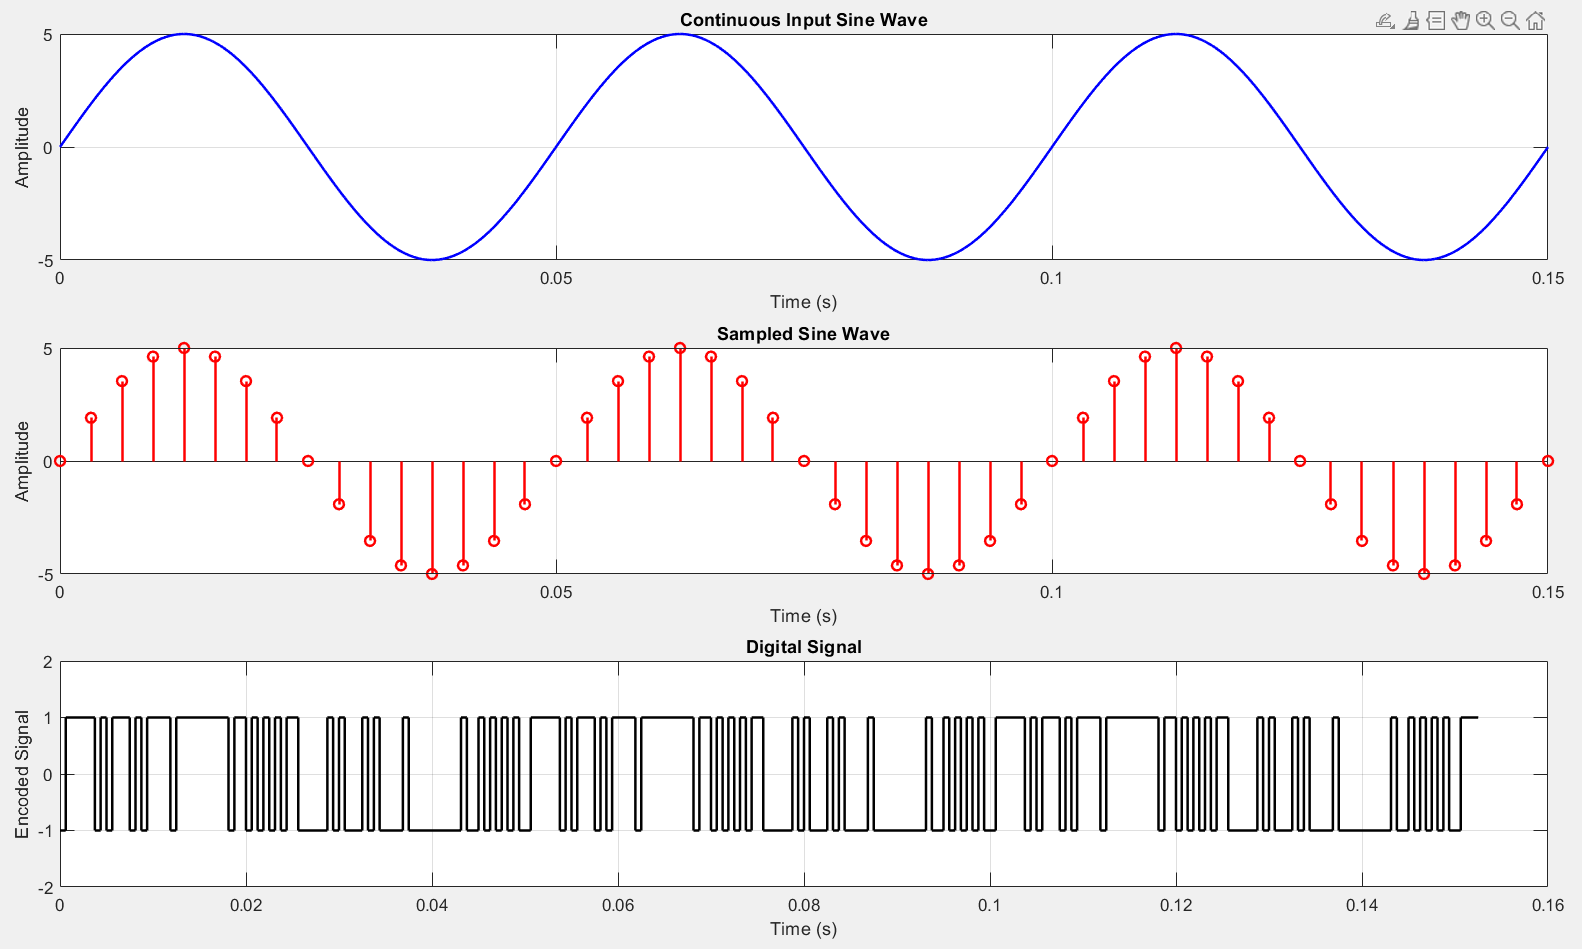 Continuous Input Sine Wave
5
0
-5
Amplitude
0 0.05 0.1 0.15
Time (s)
Sampled Sine Wave
5
0
-5
Amplitude
0 0.05 0.1 0.15
Time (s)
Digital Signal
2
1
0
-1
-2
Encoded Signal
0 0.02 0.04 0.06 0.08 0.1 0.12 0.14 0.16
Time (s)